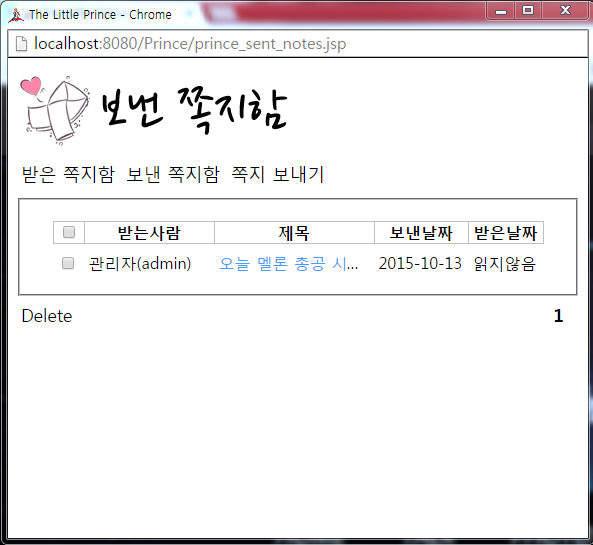 The Little Prince - Chrome
localhost:8080/Prince/prince_sent_notes.jsp
보낸 쪽지함
받은 쪽지함 보낸 쪽지함 쪽지 보내기
받는사람 제목 보낸날짜 받은날짜
관리자(admin) 오늘 멜론 총공 시... 2015-10-13 읽지않음
Delete 1